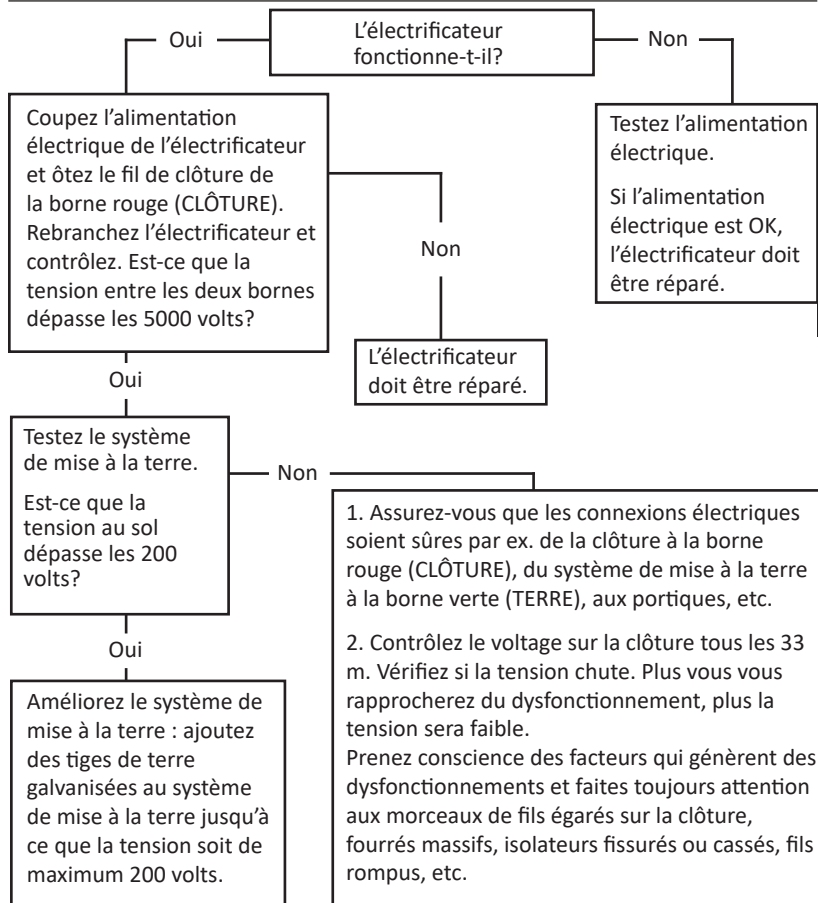 L'électrificateur
fonctionne-t-il?
Oui
Non
Coupez l'alimentation
électrique de l'électrificateur
et ôtez le fil de clôture de
la borne rouge (CLÔTURE).
Rebranchez l'électrificateur et
contrôlez. Est-ce que la
tension entre les deux bornes
dépasse les 5000 volts?
Non
Testez l'alimentation
électrique.
Si l'alimentation
électrique est OK,
l'électrificateur doit
être réparé.
L'électrificateur
doit être réparé.
Oui
Testez le système
de mise à la terre.
Est-ce que la
tension au sol
dépasse les 200
volts?
Non
1. Assurez-vous que les connexions électriques
soient sûres par ex. de la clôture à la borne
rouge (CLÔTURE), du système de mise à la terre
à la borne verte (TERRE), aux portiques, etc.
2. Contrôlez le voltage sur la clôture tous les 33
m. Vérifiez si la tension chute. Plus vous vous
rapprocherez du dysfonctionnement, plus la
tension sera faible.
Prenez conscience des facteurs qui génèrent des
dysfonctionnements et faites toujours attention
aux morceaux de fils égarés sur la clôture,
fourrés massifs, isolateurs fissurés ou cassés, fils
rompus, etc.
Oui
Améliorez le système de
mise à la terre : ajoutez
des tiges de terre
galvanisées au système
de mise à la terre jusqu'à
ce que la tension soit de
maximum 200 volts.